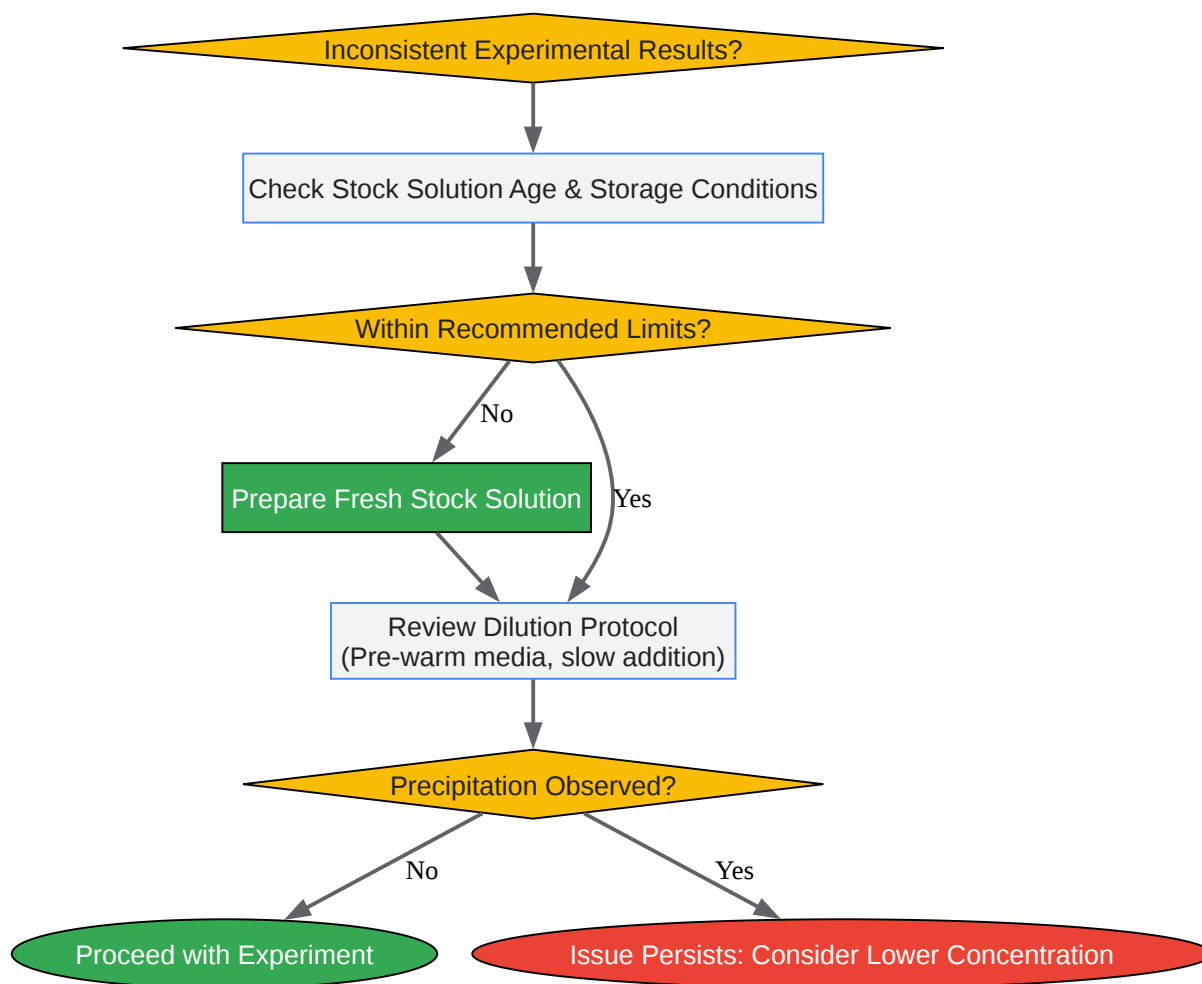 Inconsistent Experimental Results?
Check Stock Solution Age & Storage Conditions
Within Recommended Limits?
No
Prepare Fresh Stock Solution
Yes
Review Dilution Protocol
(Pre-warm media, slow addition)
Precipitation Observed?
No
Yes
Proceed with Experiment
Issue Persists: Consider Lower Concentration